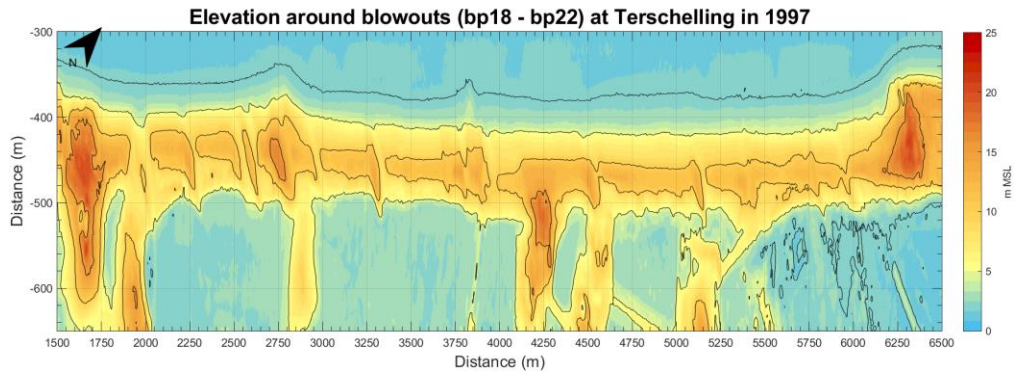 Elevation around blowouts (bp18 - bp22) at Terschelling in 1997
N
-300
-400
-500
-600
Distance (m)
1500 1750 2000 2250 2500 2750 3000 3250 3500 3750 4000 4250 4500 4750 5000 5250 5500 5750 6000 6250 6500
Distance (m)
25
20
15
10
5
0
m MSL